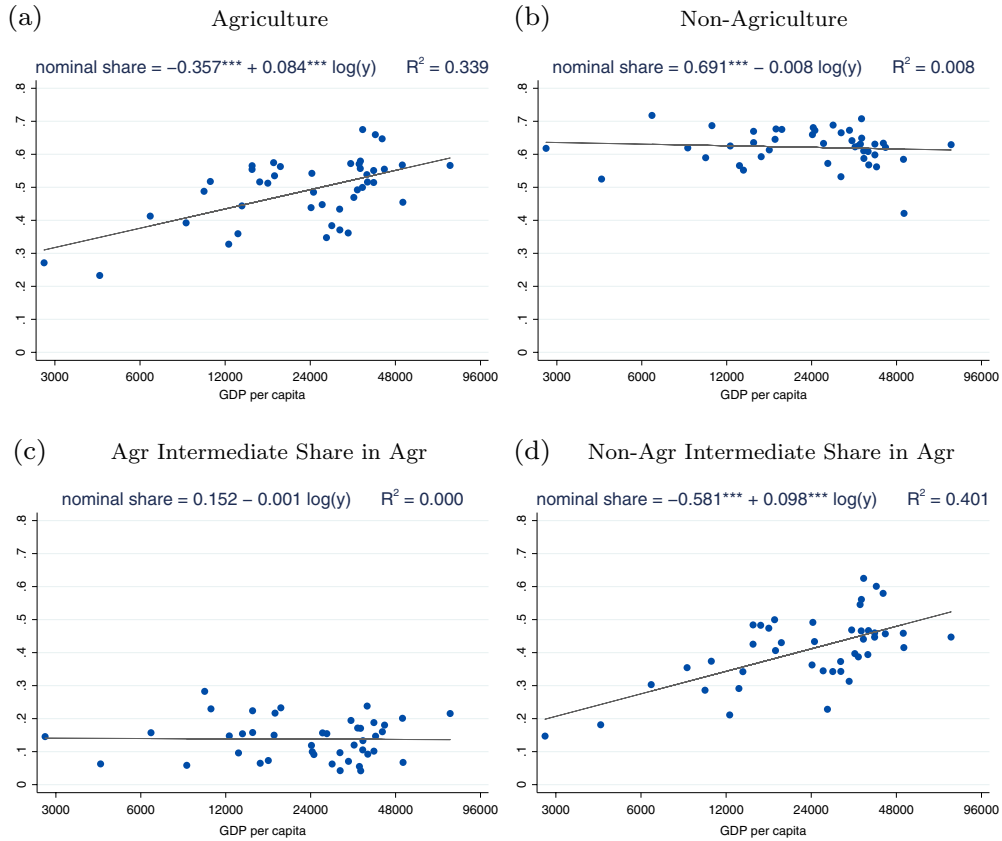 (a) Agriculture
nominal share = −0.357*** + 0.084*** log(y) R² = 0.339
.8
.7
.6
.5
.4
.3
.2
.1
0
3000 6000 12000 24000 48000 96000
GDP per capita
(b) Non-Agriculture
nominal share = 0.691*** − 0.008 log(y) R² = 0.008
.8
.7
.6
.5
.4
.3
.2
.1
0
3000 6000 12000 24000 48000 96000
GDP per capita
(c) Agr Intermediate Share in Agr
nominal share = 0.152 − 0.001 log(y) R² = 0.000
.8
.7
.6
.5
.4
.3
.2
.1
0
3000 6000 12000 24000 48000 96000
GDP per capita
(d) Non-Agr Intermediate Share in Agr
nominal share = −0.581*** + 0.098*** log(y) R² = 0.401
.8
.7
.6
.5
.4
.3
.2
.1
0
3000 6000 12000 24000 48000 96000
GDP per capita